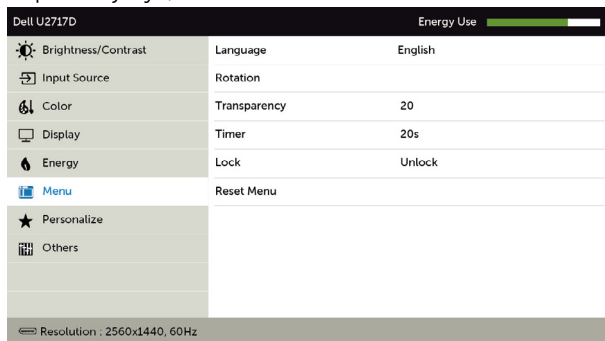 Dell U2717D Energy Use
Brightness/Contrast Language English
Input Source Rotation
Color Transparency 20
Display Timer 20s
Energy Lock Unlock
Menu Reset Menu
Personalize
Others
Resolution : 2560x1440, 60Hz